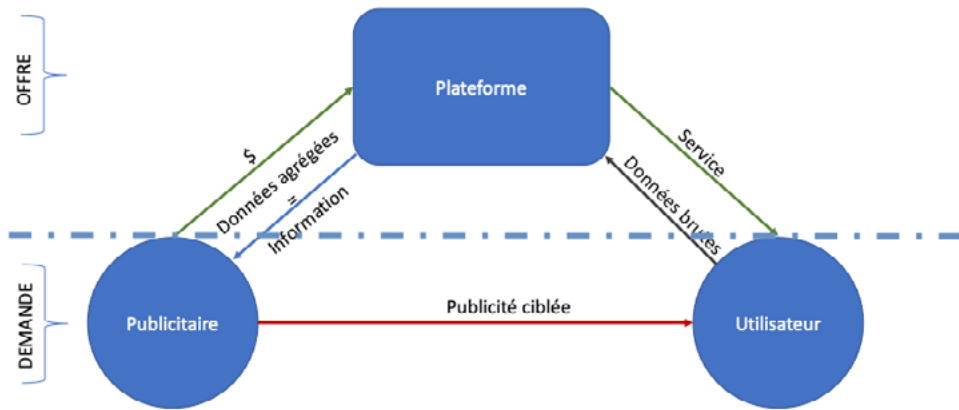 OFFRE
Plateforme
$
Données agrégées
=
Information
Service
Données brutes
DEMANDE
Publicitaire
Publicité ciblée
Utilisateur